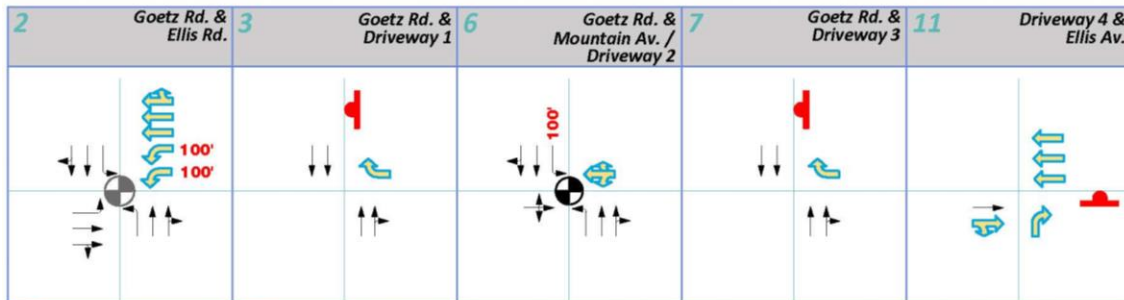 2
Goetz Rd. &
Ellis Rd.
3
Goetz Rd. &
Driveway 1
6
Goetz Rd. &
Mountain Av. /
Driveway 2
7
Goetz Rd. &
Driveway 3
11
Driveway 4 &
Ellis Av.
100'
100'
100'